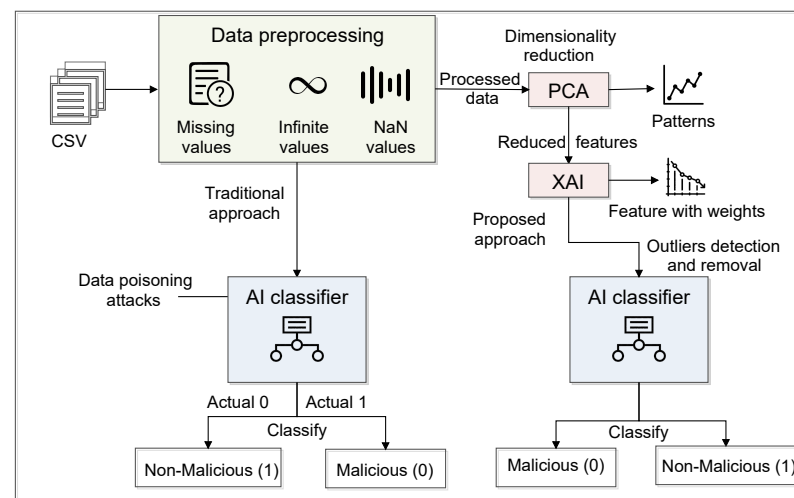 Data preprocessing
CSV
Missing
values
Infinite
values
NaN
values
Processed
data
Dimensionality
reduction
PCA
Patterns
Reduced features
XAI
Feature with weights
Traditional
approach
Proposed
approach
Outliers detection
and removal
Data poisoning
attacks
AI classifier
AI classifier
Actual 0
Actual 1
Classify
Non-Malicious (1)
Malicious (0)
Classify
Malicious (0)
Non-Malicious (1)